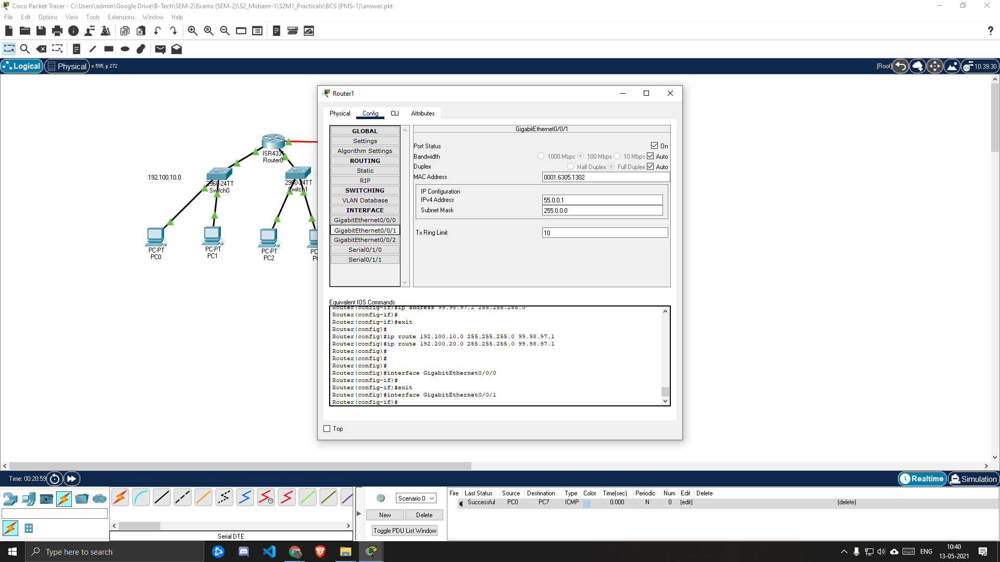 Cisco Packet Tracer - C:\Users\admin\Google Drive\B-Tech\SEM-2\Exams (SEM-2)\S2_Midsem-1\S2M1_Practicals\BCS (PMS-1)\answer.pkt
File Edit Options View Tools Extensions Window Help
Logical Physical x: 595, y: 272
[Root] 10:39:30
ISR4331
Router0
192.100.10.0
2960-24TT
Switch0
2960-24TT
Switch1
PC-PT
PC0
PC-PT
PC1
PC-PT
PC2
Router1
Physical Config CLI Attributes
GLOBAL
Settings
Algorithm Settings
ROUTING
Static
RIP
SWITCHING
VLAN Database
INTERFACE
GigabitEthernet0/0/0
GigabitEthernet0/0/1
GigabitEthernet0/0/2
Serial0/1/0
Serial0/1/1
GigabitEthernet0/0/1
Port Status On
Bandwidth 1000 Mbps 100 Mbps 10 Mbps Auto
Duplex Half Duplex Full Duplex Auto
MAC Address 0001.6305.1302
IP Configuration
IPv4 Address 55.0.0.1
Subnet Mask 255.0.0.0
Tx Ring Limit 10
Equivalent IOS Commands
Router(config-if)#ip address 99.98.97.2 255.255.255.0
Router(config-if)#
Router(config-if)#exit
Router(config)#
Router(config)#ip route 192.100.10.0 255.255.255.0 99.98.97.1
Router(config)#ip route 192.200.20.0 255.255.255.0 99.98.97.1
Router(config)#
Router(config)#
Router(config)#
Router(config)#interface GigabitEthernet0/0/0
Router(config-if)#
Router(config-if)#exit
Router(config)#interface GigabitEthernet0/0/1
Router(config-if)#
Top
Time: 00:20:59
Realtime Simulation
Serial DTE
Scenario 0
New Delete
Toggle PDU List Window
Fire Last Status Source Destination Type Color Time(sec) Periodic Num Edit Delete
Successful PC0 PC7 ICMP 0.000 N 0 (edit) (delete)
Type here to search
ENG
10:40
13-05-2021